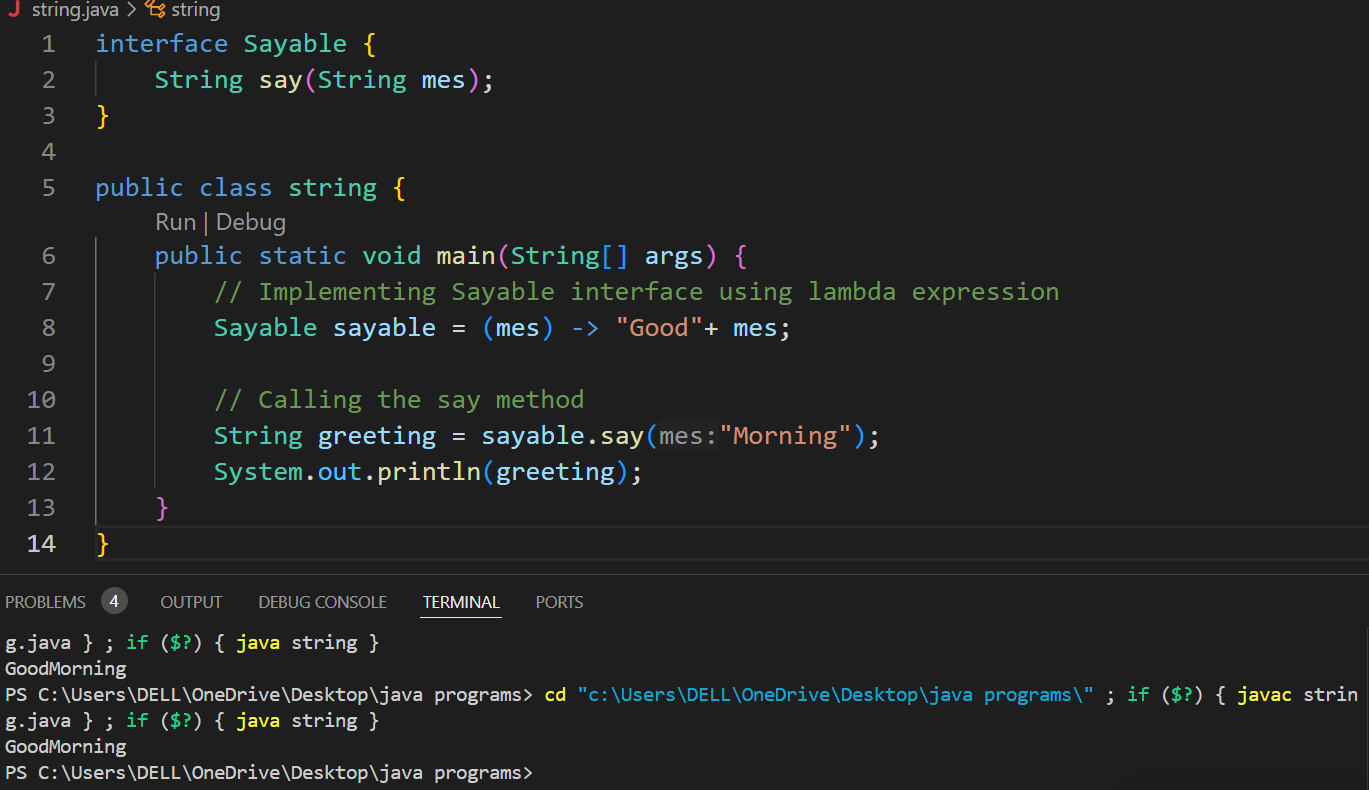 string.java > string
1 interface Sayable {
2 String say(String mes);
3 }
4
5 public class string {
Run | Debug
6 public static void main(String[] args) {
7 // Implementing Sayable interface using lambda expression
8 Sayable sayable = (mes) -> "Good"+ mes;
9
10 // Calling the say method
11 String greeting = sayable.say(mes:"Morning");
12 System.out.println(greeting);
13 }
14 }
PROBLEMS 4 OUTPUT DEBUG CONSOLE TERMINAL PORTS
g.java } ; if ($?) { java string }
GoodMorning
PS C:\Users\DELL\OneDrive\Desktop\java programs> cd "c:\Users\DELL\OneDrive\Desktop\java programs\" ; if ($?) { javac strin
g.java } ; if ($?) { java string }
GoodMorning
PS C:\Users\DELL\OneDrive\Desktop\java programs>